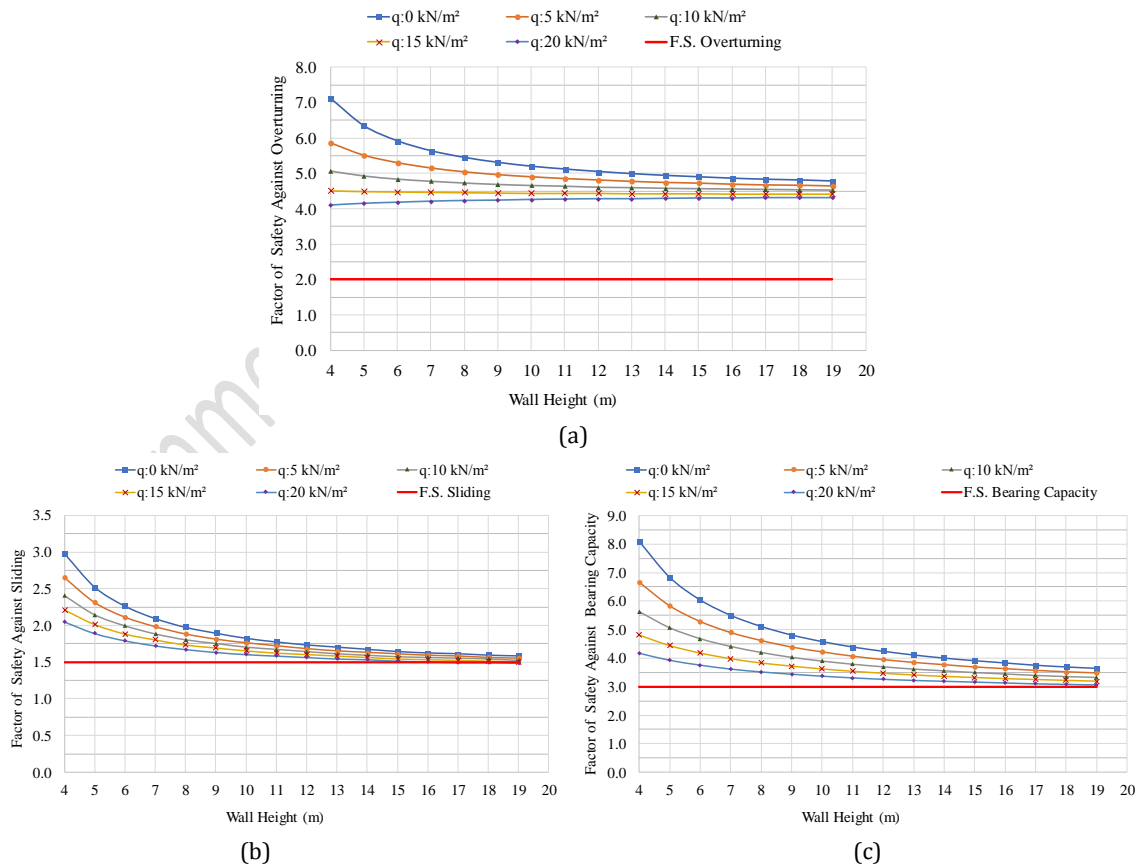 q:0 kN/m² q:5 kN/m² q:10 kN/m²
q:15 kN/m² q:20 kN/m² F.S. Overturning
Factor of Safety Against Overturning
8.0
7.0
6.0
5.0
4.0
3.0
2.0
1.0
0.0
4 5 6 7 8 9 10 11 12 13 14 15 16 17 18 19 20
Wall Height (m)
(a)
q:0 kN/m² q:5 kN/m² q:10 kN/m²
q:15 kN/m² q:20 kN/m² F.S. Sliding
Factor of Safety Against Sliding
3.5
3.0
2.5
2.0
1.5
1.0
0.5
0.0
4 5 6 7 8 9 10 11 12 13 14 15 16 17 18 19 20
Wall Height (m)
(b)
q:0 kN/m² q:5 kN/m² q:10 kN/m²
q:15 kN/m² q:20 kN/m² F.S. Bearing Capacity
Factor of Safety Against Bearing Capacity
9.0
8.0
7.0
6.0
5.0
4.0
3.0
2.0
1.0
0.0
4 5 6 7 8 9 10 11 12 13 14 15 16 17 18 19 20
Wall Height (m)
(c)